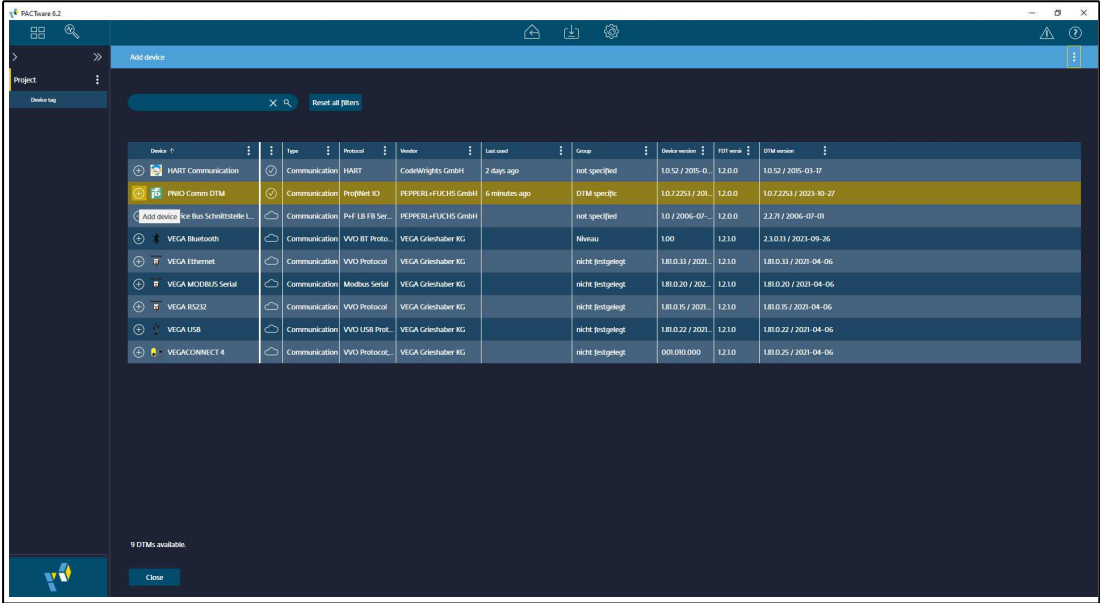 PACTware 6.2
Add device
Project
Device tag
Reset all filters
Device Type Protocol Vendor Last used Group Device version FDT versi DTM version
HART Communication Communication HART CodeWrights GmbH 2 days ago not specified 1.0.52 / 2015-0... 1.2.0.0 1.0.52 / 2015-03-17
PNIO Comm DTM Communication ProfiNet IO PEPPERL+FUCHS GmbH 6 minutes ago DTM specific 1.0.7.2253 / 201... 1.2.0.0 1.0.7.2253 / 2023-10-27
Add device ice Bus Schnittstelle L... Communication P+F LB FB Ser... PEPPERL+FUCHS GmbH not specified 1.0 / 2006-07-... 1.2.0.0 2.2.71 / 2006-07-01
VEGA Bluetooth Communication VVO BT Proto... VEGA Grieshaber KG Niveau 1.00 1.2.1.0 2.3.0.13 / 2023-09-26
VEGA Ethernet Communication VVO Protocol VEGA Grieshaber KG nicht festgelegt 1.81.0.33 / 2021... 1.2.1.0 1.81.0.33 / 2021-04-06
VEGA MODBUS Serial Communication Modbus Serial VEGA Grieshaber KG nicht festgelegt 1.81.0.20 / 202... 1.2.1.0 1.81.0.20 / 2021-04-06
VEGA RS232 Communication VVO Protocol VEGA Grieshaber KG nicht festgelegt 1.81.0.15 / 2021... 1.2.1.0 1.81.0.15 / 2021-04-06
VEGA USB Communication VVO USB Prot... VEGA Grieshaber KG nicht festgelegt 1.81.0.22 / 2021... 1.2.1.0 1.81.0.22 / 2021-04-06
VEGACONNECT 4 Communication VVO Protocol;... VEGA Grieshaber KG nicht festgelegt 001.010.000 1.2.1.0 1.81.0.25 / 2021-04-06
9 DTMs available.
Close